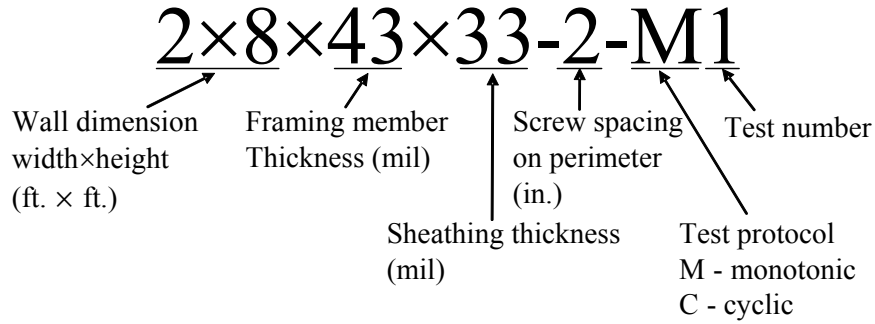 2×8×43×33-2-M1
Wall dimension
width×height
(ft. × ft.)
Framing member
Thickness (mil)
Sheathing thickness
(mil)
Screw spacing
on perimeter
(in.)
Test protocol
M - monotonic
C - cyclic
Test number